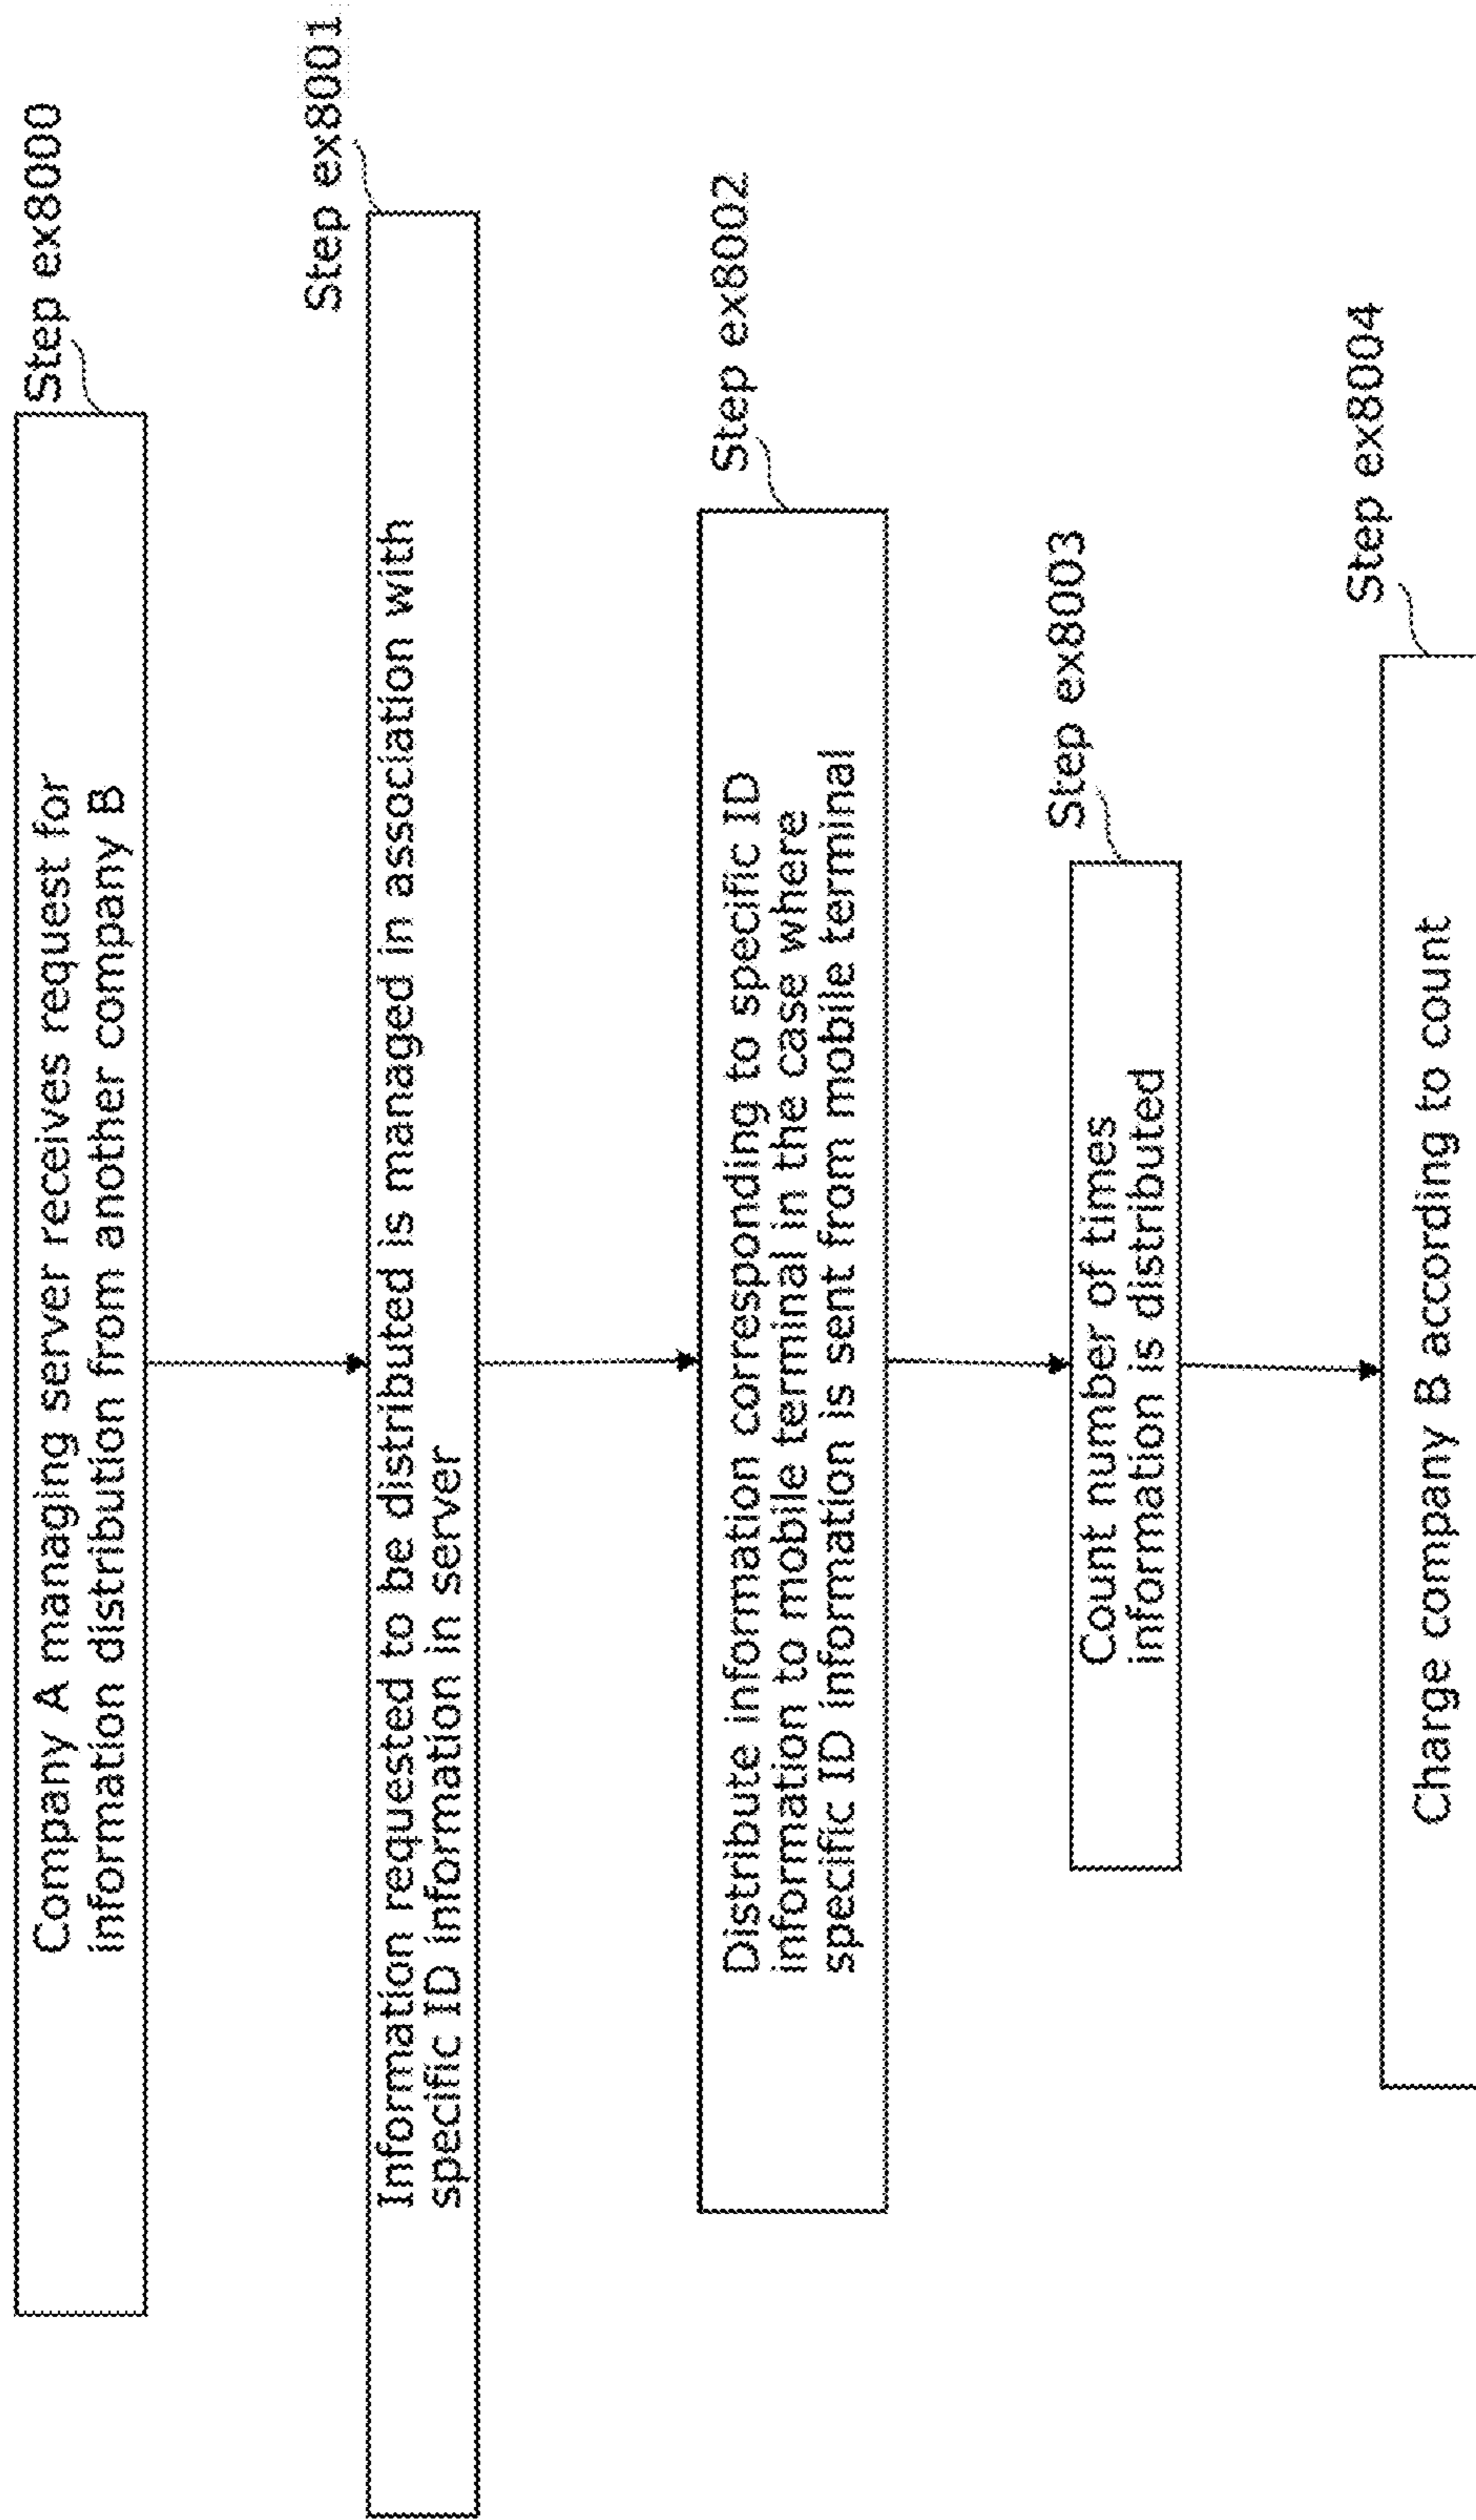 Step ex8000
Company A managing server receives request for
information distribution from another company B
Step ex8001
Information requested to be distributed is managed in association with
specific ID information in server
Step ex8002
Distribute information corresponding to specific ID
information to mobile terminal in the case where
specific ID information is sent from mobile terminal
Step ex8003
Count number of times
information is distributed
Step ex8004
Charge company B according to count